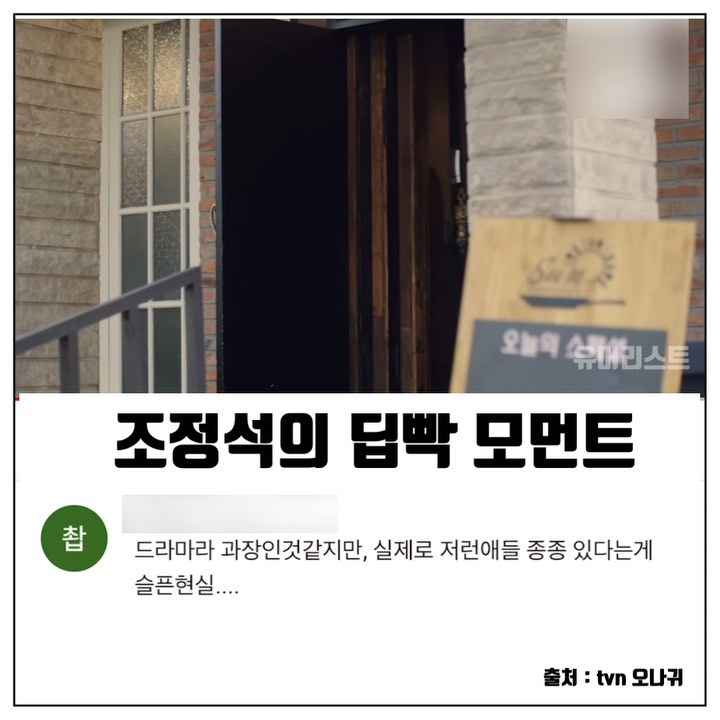 Sun
오늘의 스페셜
유머리스트
조정석의 딥빡 모먼트
촵
드라마라 과장인것같지만, 실제로 저런애들 종종 있다는게
슬픈현실....
출처 : tvn 오나귀